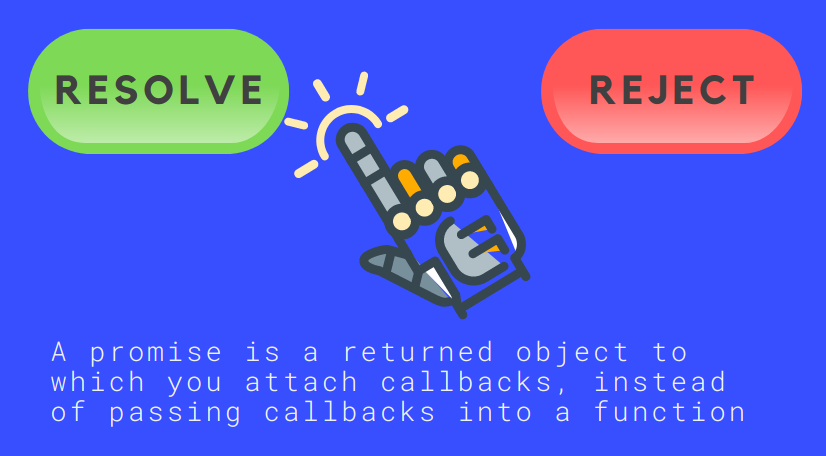 RESOLVE
REJECT
A promise is a returned object to
which you attach callbacks, instead
of passing callbacks into a function